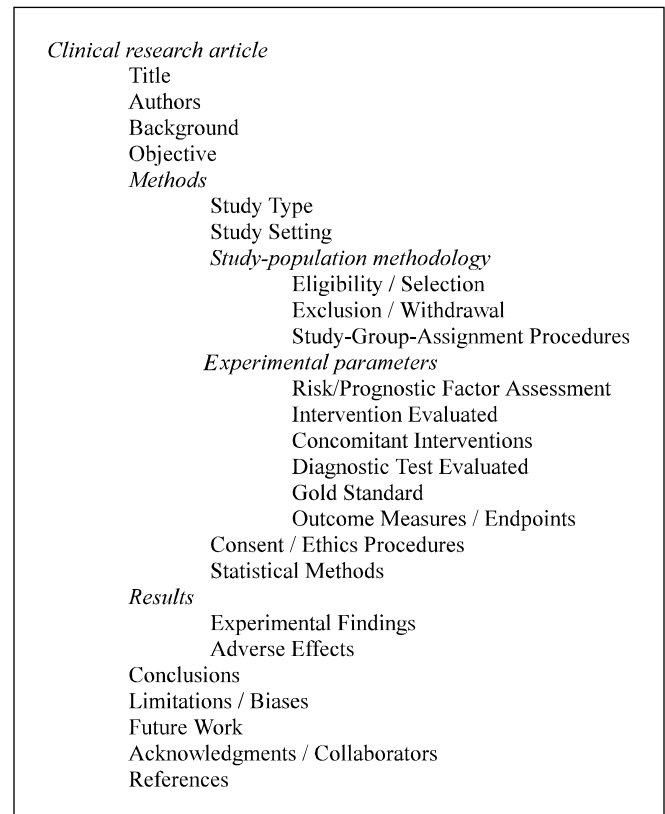 Clinical research article
Title
Authors
Background
Objective
Methods
Study Type
Study Setting
Study-population methodology
Eligibility / Selection
Exclusion / Withdrawal
Study-Group-Assignment Procedures
Experimental parameters
Risk/Prognostic Factor Assessment
Intervention Evaluated
Concomitant Interventions
Diagnostic Test Evaluated
Gold Standard
Outcome Measures / Endpoints
Consent / Ethics Procedures
Statistical Methods
Results
Experimental Findings
Adverse Effects
Conclusions
Limitations / Biases
Future Work
Acknowledgments / Collaborators
References